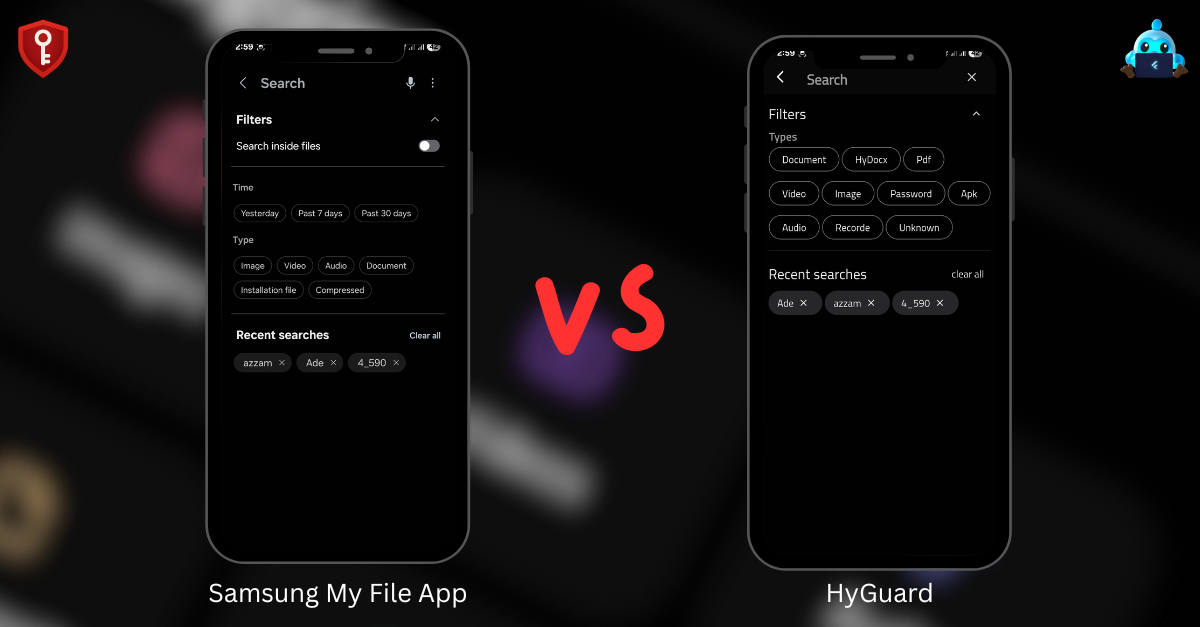 2:59
Search
Filters
Search inside files
Time
Yesterday Past 7 days Past 30 days
Type
Image Video Audio Document
Installation file Compressed
Recent searches Clear all
azzam × Ade × 4_590 ×
Samsung My File App
VS
2:59
Search
Filters
Types
Document HyDocx Pdf
Video Image Password Apk
Audio Recorde Unknown
Recent searches clear all
Ade × azzam × 4_590 ×
HyGuard